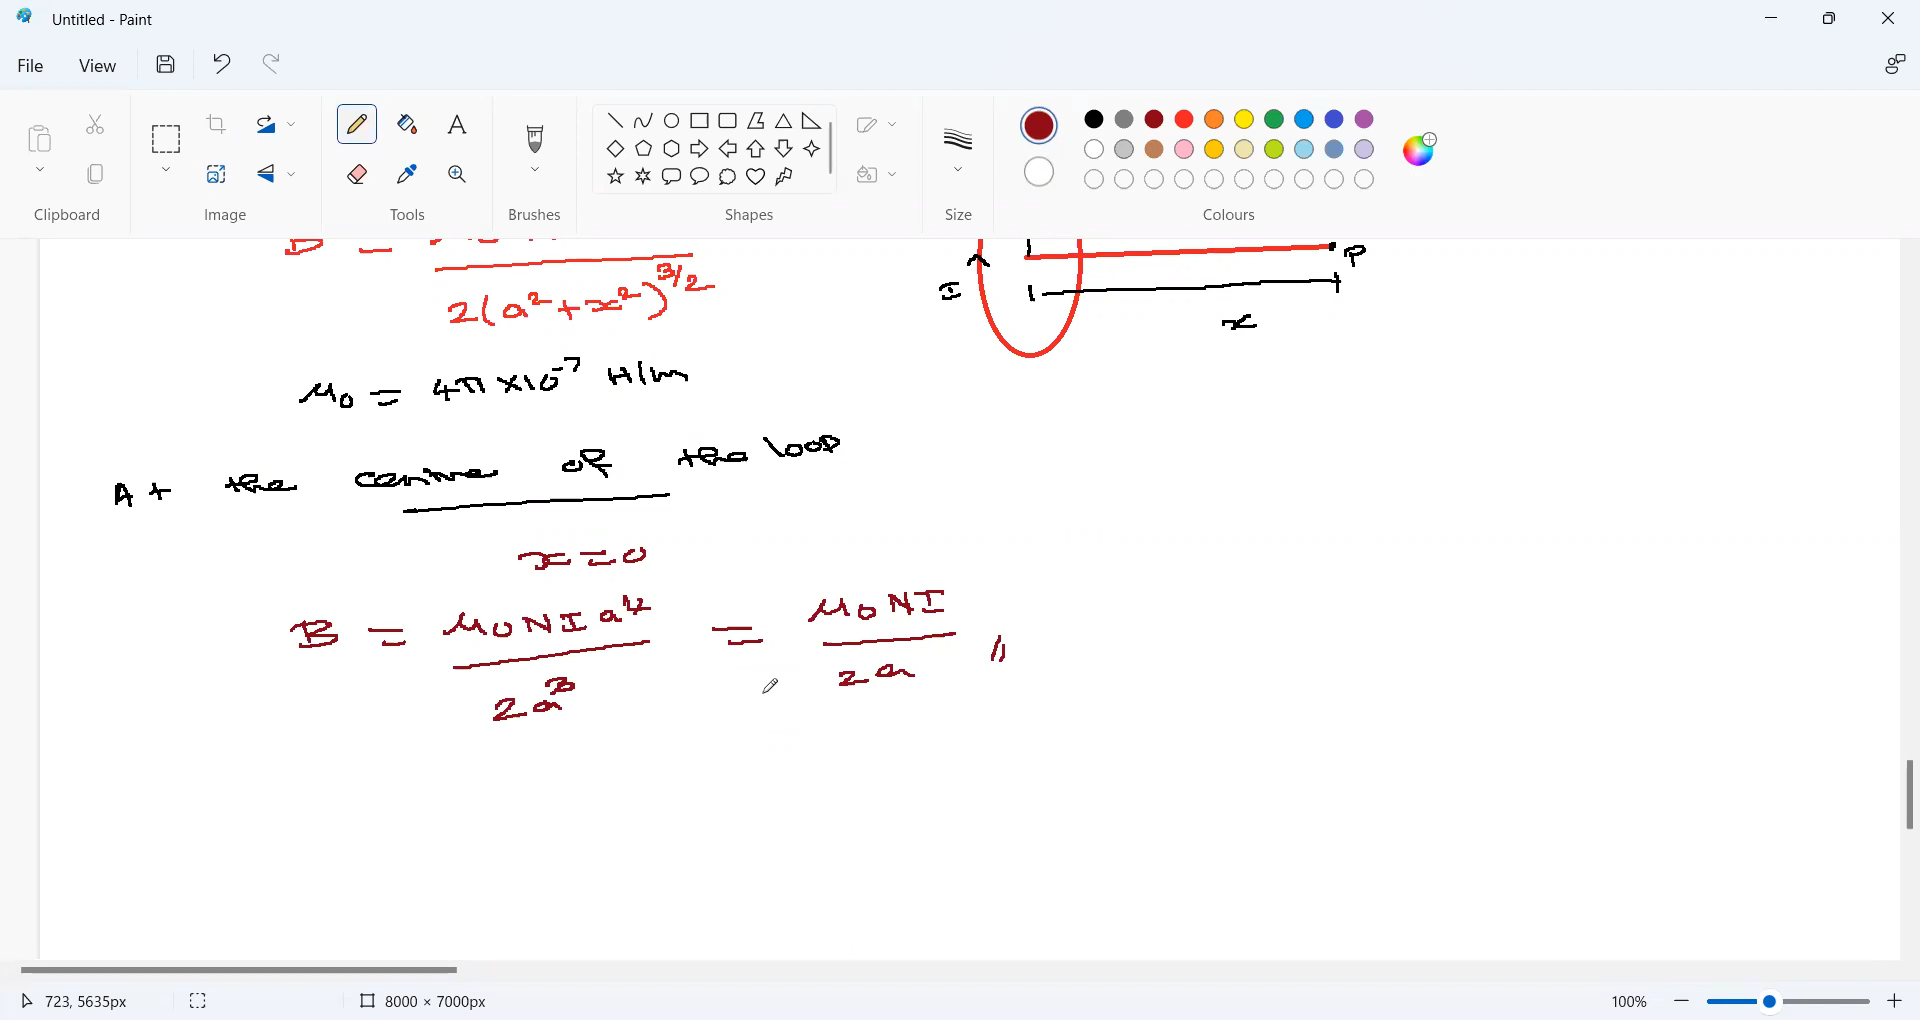 Untitled - Paint
File View
Clipboard Image Tools Brushes Shapes Size Colours
B =
2(a²+x²)^3/2
P
I
x
μ₀ = 4π×10⁻⁷ H/m
At the centre of the loop
x=0
B = μ₀NIa² / 2a³ = μ₀NI / 2a //
723, 5635px 8000 × 7000px 100%